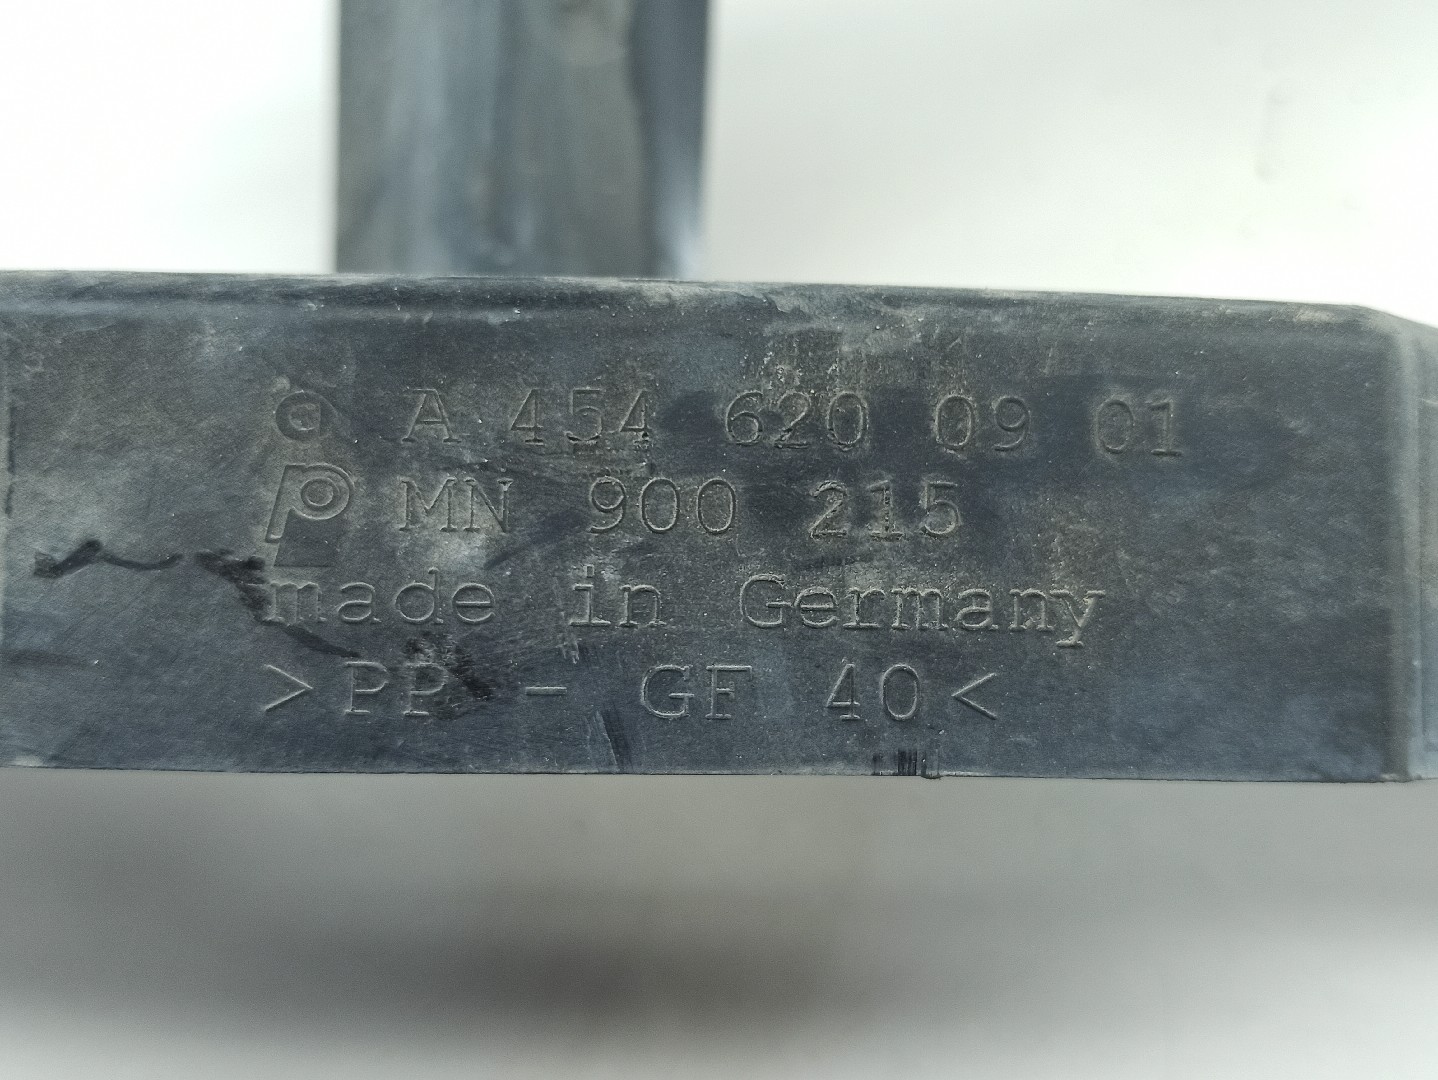 A 454 620 09 01
MN 900 215
made in Germany
>PP - GF 40<